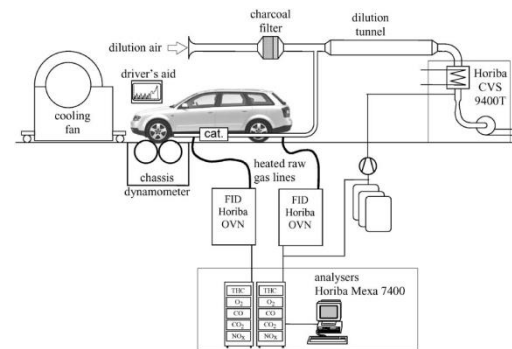 charcoal
filter
dilution
tunnel
dilution air
Horiba
CVS
9400T
driver's aid
cooling
fan
cat.
chassis
dynamometer
heated raw
gas lines
FID
Horiba
OVN
FID
Horiba
OVN
analysers
Horiba Mexa 7400
THC
O₂
CO
CO₂
NOₓ
THC
O₂
CO
CO₂
NOₓ